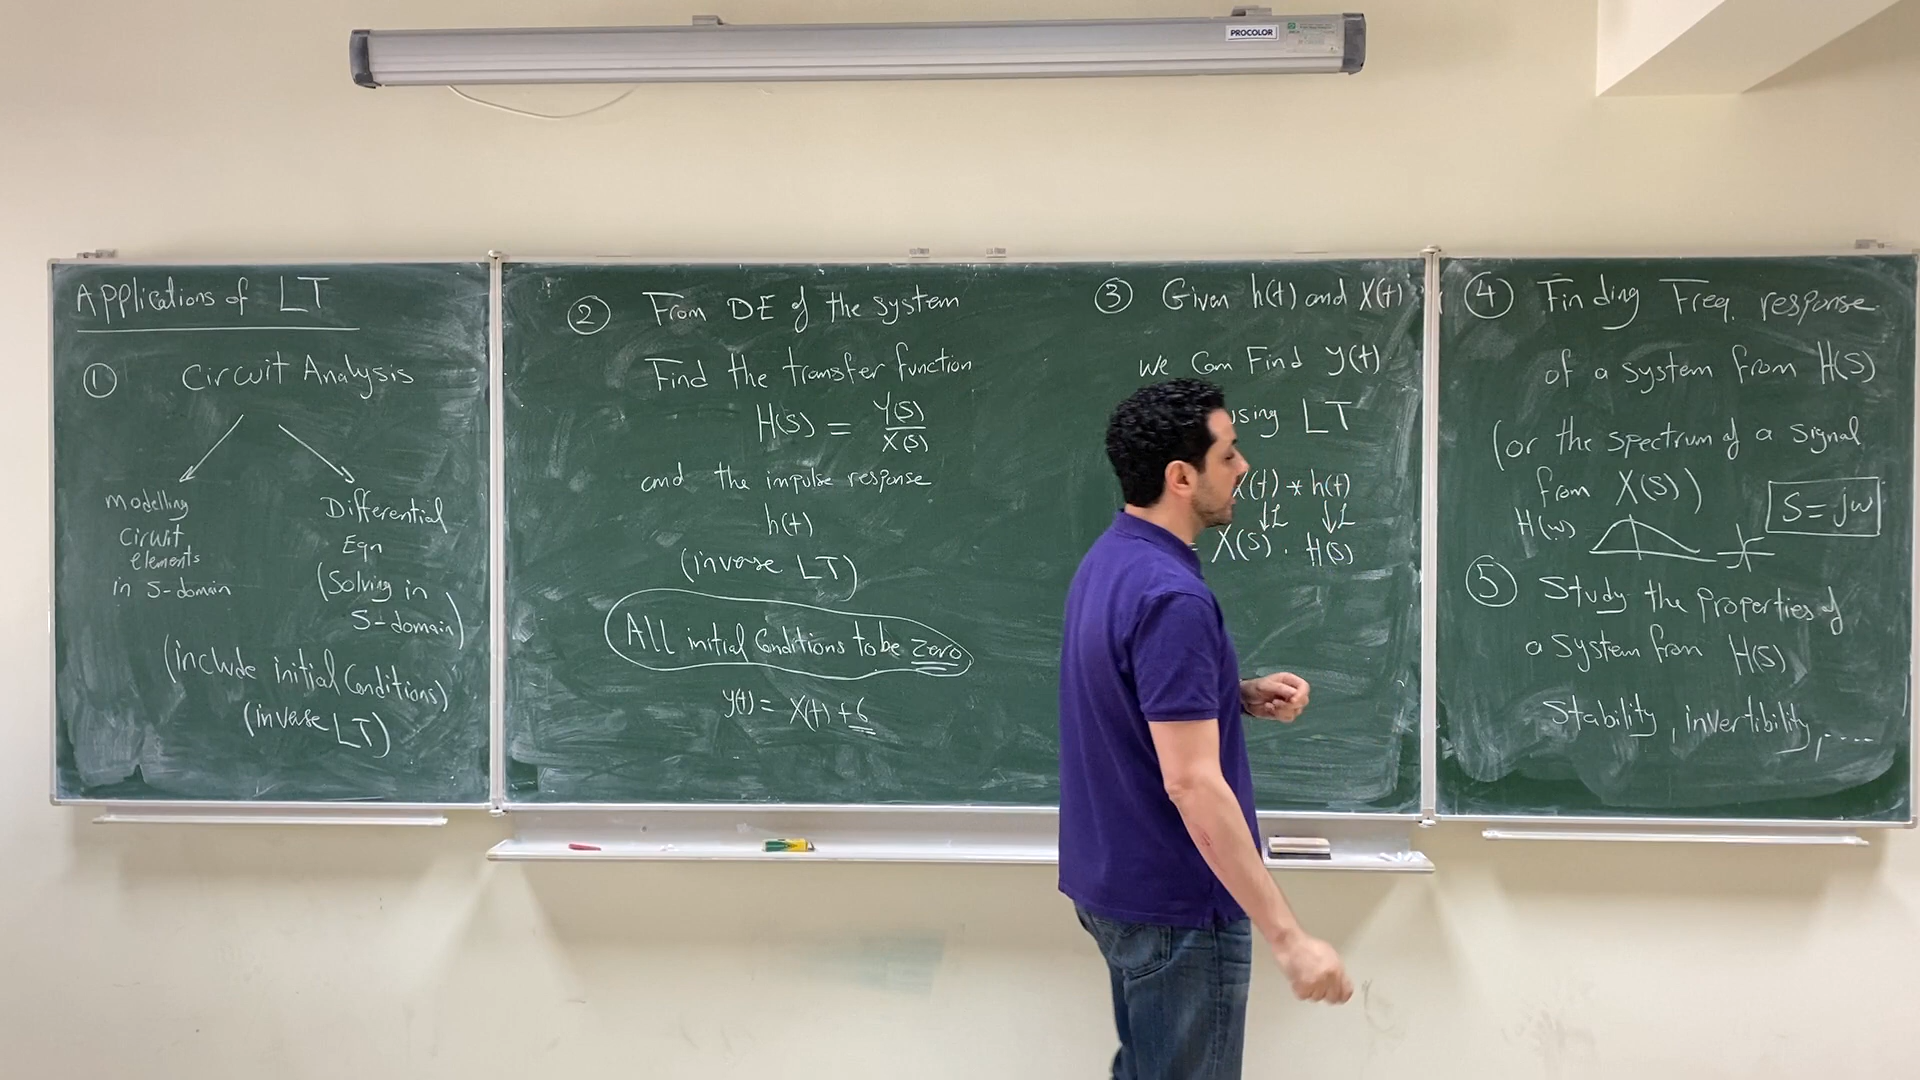 PROCOLOR
Applications of LT
① Circuit Analysis
modelling
circuit
elements
in S-domain
Differential
Eqn
(Solving in
S-domain)
(include initial Conditions)
(inverse LT)
② From DE of the system
Find the transfer function
H(S) = Y(S)/X(S)
and the impulse response
h(t)
(inverse LT)
All initial Conditions to be zero
y(t) = X(t) + 6
③ Given h(t) and X(t)
we Can Find y(t)
using LT
X(t) * h(t)
↓L ↓L
= X(S) . H(S)
④ Finding Freq. response
of a system from H(S)
(or the spectrum of a signal
from X(S))
S = jω
H(ω)
⑤ Study the properties of
a system from H(S)
Stability, invertibility, ....